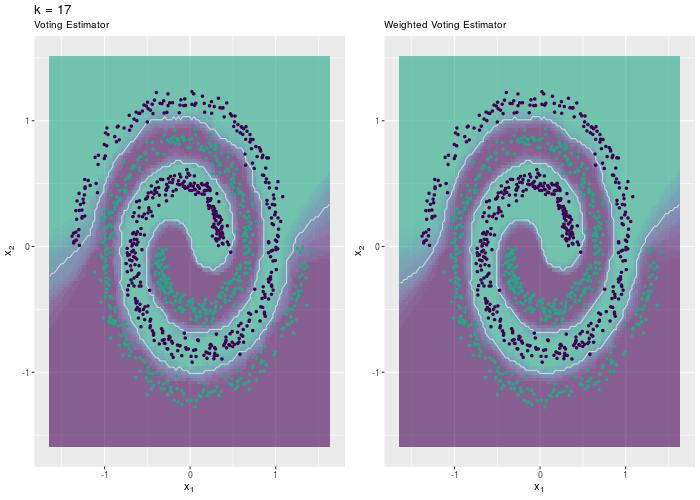 k = 17
Voting Estimator
Weighted Voting Estimator
1
0
-1
x₂
-1
0
1
x₁
1
0
-1
x₂
-1
0
1
x₁